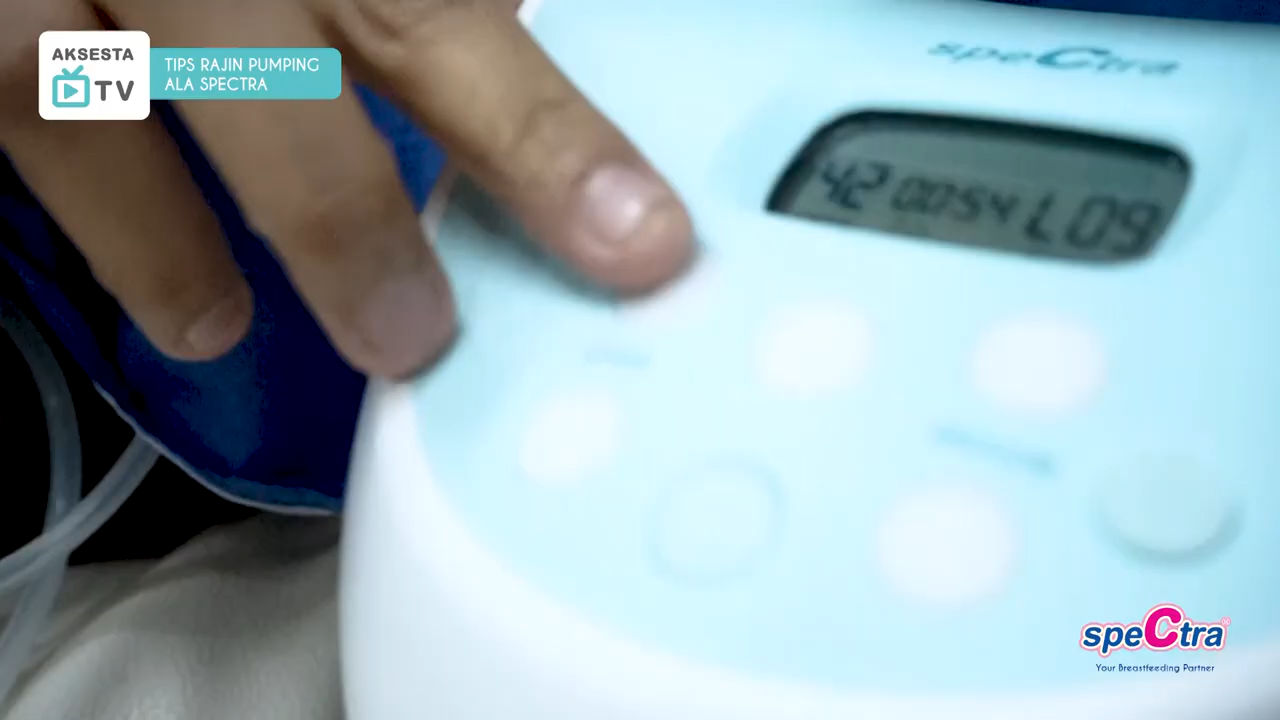 AKSESTA
TV
TIPS RAJIN PUMPING
ALA SPECTRA
speCtra
42 00:54 L09
speCtra
Your Breastfeeding Partner